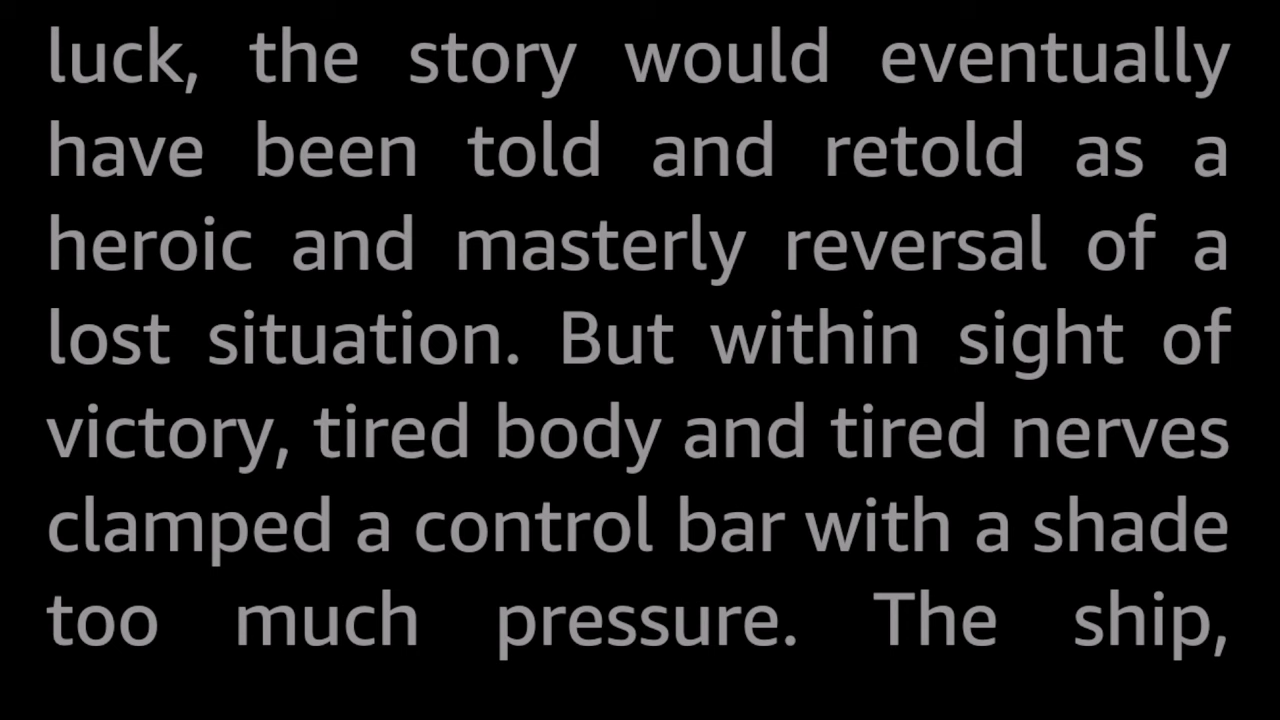 luck, the story would eventually
have been told and retold as a
heroic and masterly reversal of a
lost situation. But within sight of
victory, tired body and tired nerves
clamped a control bar with a shade
too much pressure. The ship,